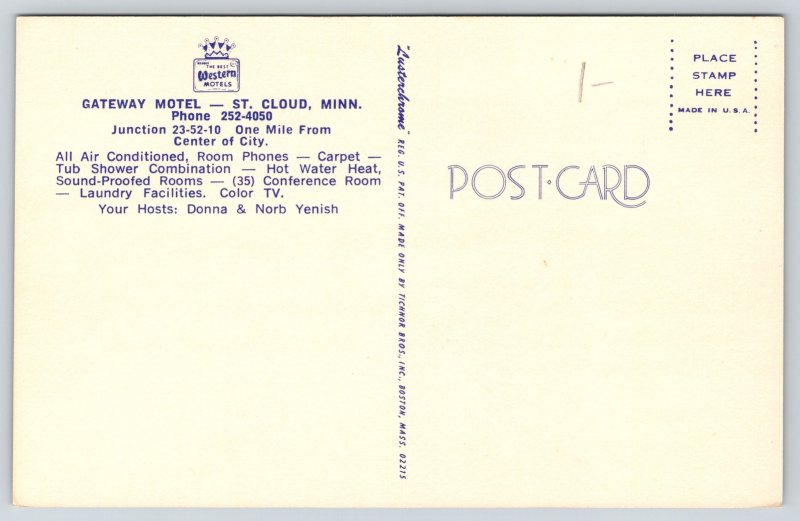 THE BEST
Western
MOTELS
GATEWAY MOTEL — ST. CLOUD, MINN.
Phone 252-4050
Junction 23-52-10 One Mile From
Center of City.
All Air Conditioned, Room Phones — Carpet —
Tub Shower Combination — Hot Water Heat,
Sound-Proofed Rooms — (35) Conference Room
— Laundry Facilities. Color TV.
Your Hosts: Donna & Norb Yenish
"Lusterchrome" REG. U.S. PAT. OFF. MADE ONLY BY TICHNOR BROS., INC., BOSTON, MASS. 02215
1-
POST·CARD
PLACE
STAMP
HERE
MADE IN U.S.A.